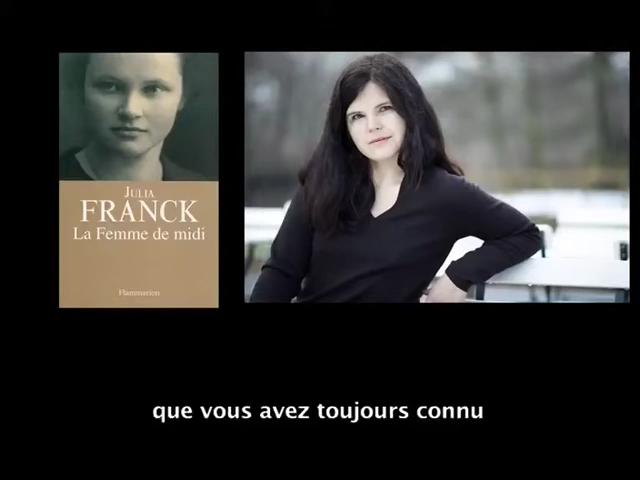 JULIA
FRANCK
La Femme de midi
Flammarion
que vous avez toujours connu